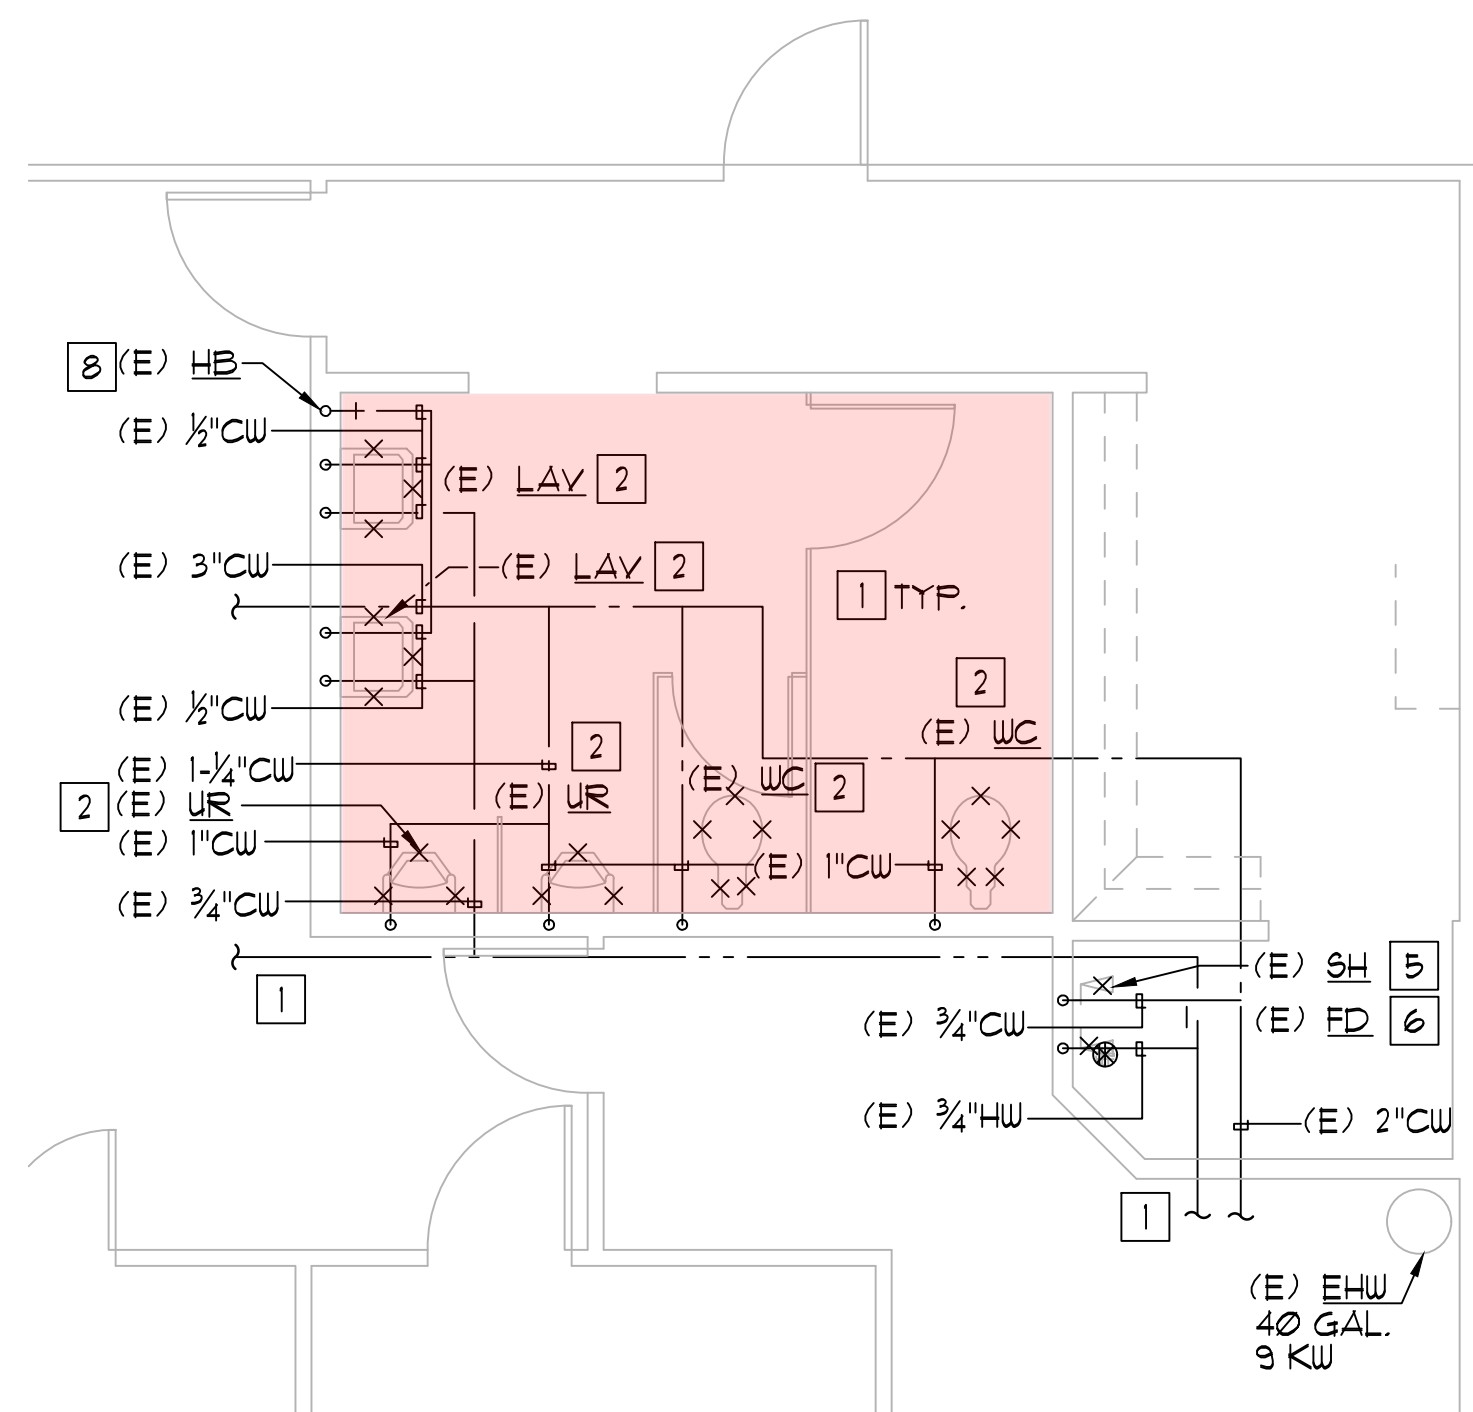 8 (E) HB
(E) 1/2"CW
(E) LAV 2
(E) 3"CW
(E) LAV 2
1 TYP.
2
(E) WC
(E) 1/2"CW
2
(E) UR
(E) 1-1/4"CW
(E) WC 2
2 (E) UR
(E) 1"CW
(E) 1"CW
(E) 3/4"CW
1
(E) SH 5
(E) FD 6
(E) 3/4"CW
(E) 3/4"HW
(E) 2"CW
1
(E) EHW
40 GAL.
9 KW